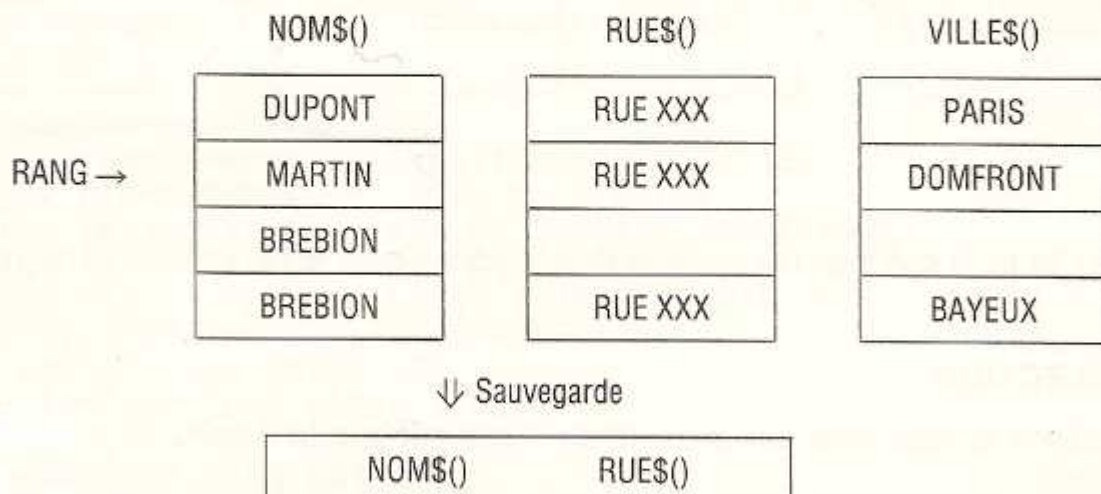 NOM$() RUE$() VILLE$()
DUPONT RUE XXX PARIS
RANG → MARTIN RUE XXX DOMFRONT
BREBION
BREBION RUE XXX BAYEUX
⇓ Sauvegarde
NOM$() RUE$()